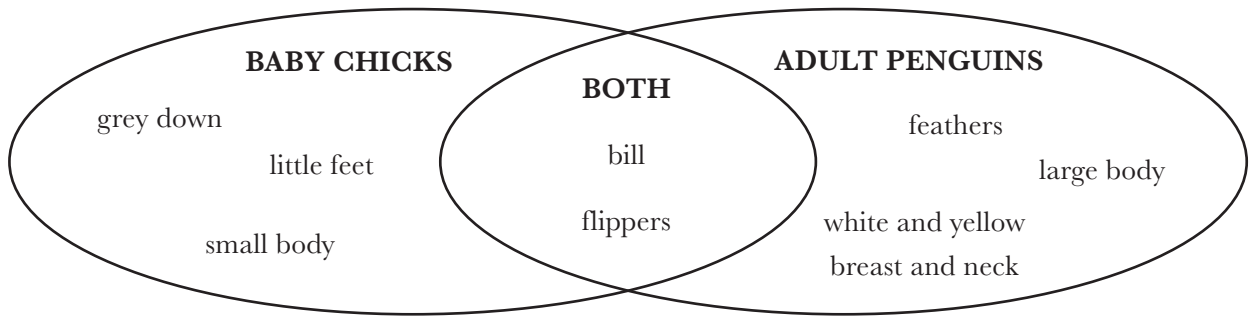 BABY CHICKS
grey down
little feet
small body
BOTH
bill
flippers
ADULT PENGUINS
feathers
large body
white and yellow
breast and neck